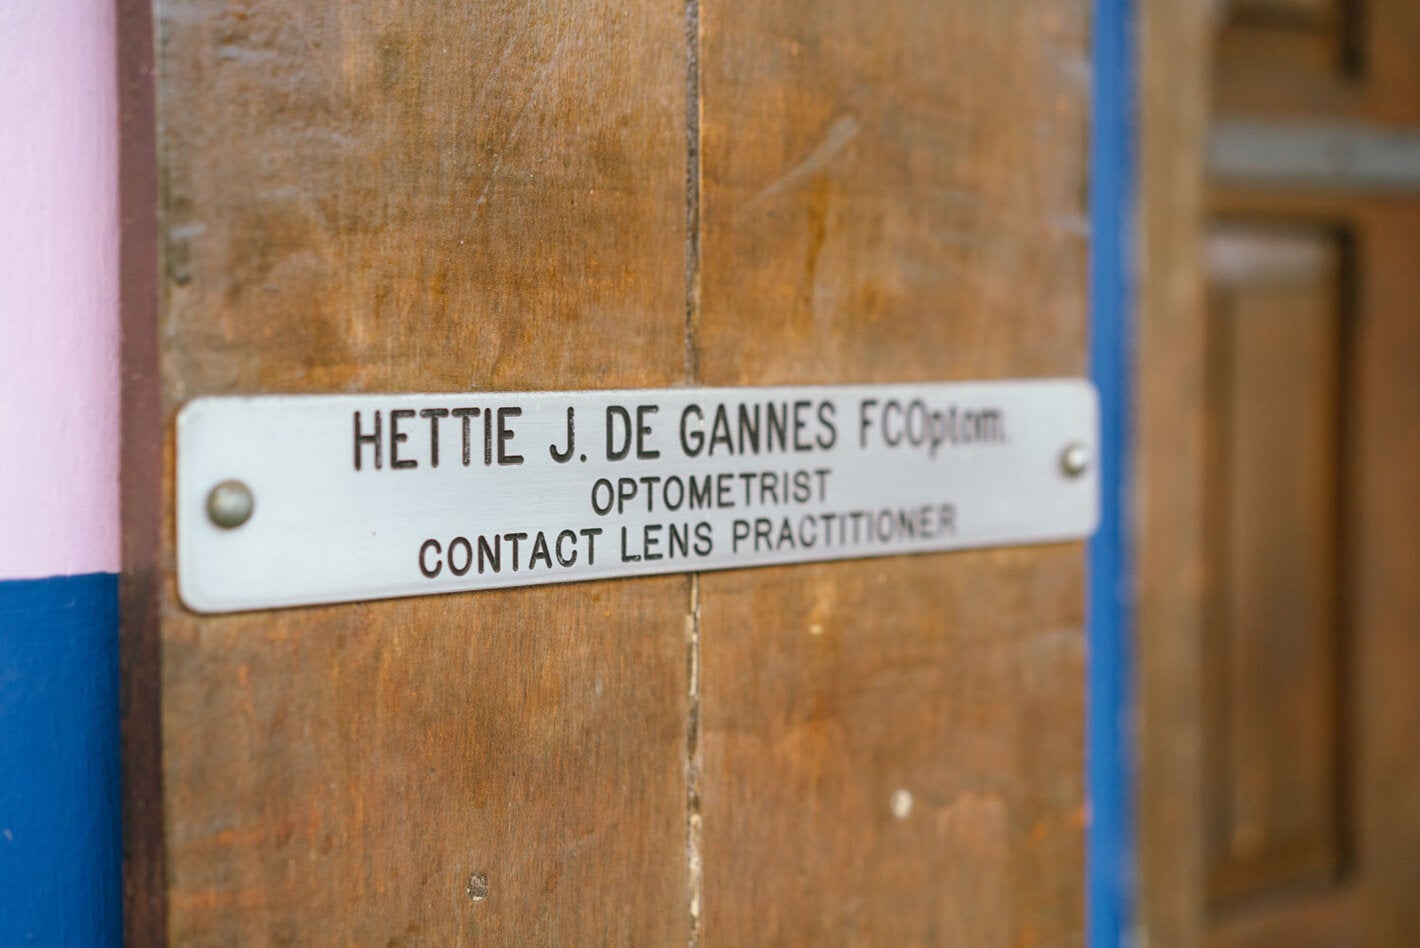 HETTIE J. DE GANNES FCOptom.
OPTOMETRIST
CONTACT LENS PRACTITIONER